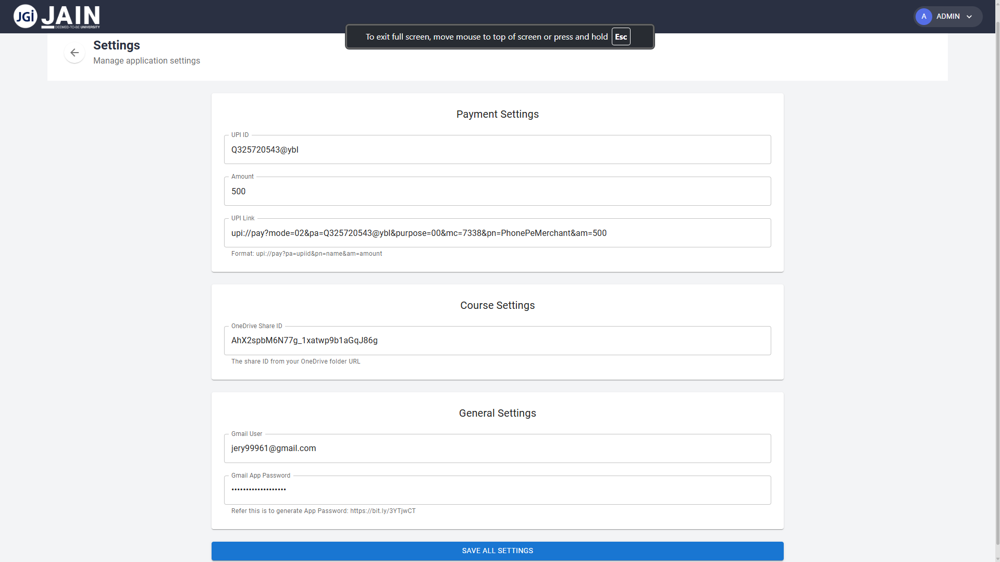 JGi JAIN
DEEMED-TO-BE UNIVERSITY
A ADMIN
To exit full screen, move mouse to top of screen or press and hold Esc
Settings
Manage application settings
Payment Settings
UPI ID
Q325720543@ybl
Amount
500
UPI Link
upi://pay?mode=02&pa=Q325720543@ybl&purpose=00&mc=7338&pn=PhonePeMerchant&am=500
Format: upi://pay?pa=upiid&pn=name&am=amount
Course Settings
OneDrive Share ID
AhX2spbM6N77g_1xatwp9b1aGqJ86g
The share ID from your OneDrive folder URL
General Settings
Gmail User
jery99961@gmail.com
Gmail App Password
•••••••••••••••••••
Refer this is to generate App Password: https://bit.ly/3YTjwCT
SAVE ALL SETTINGS